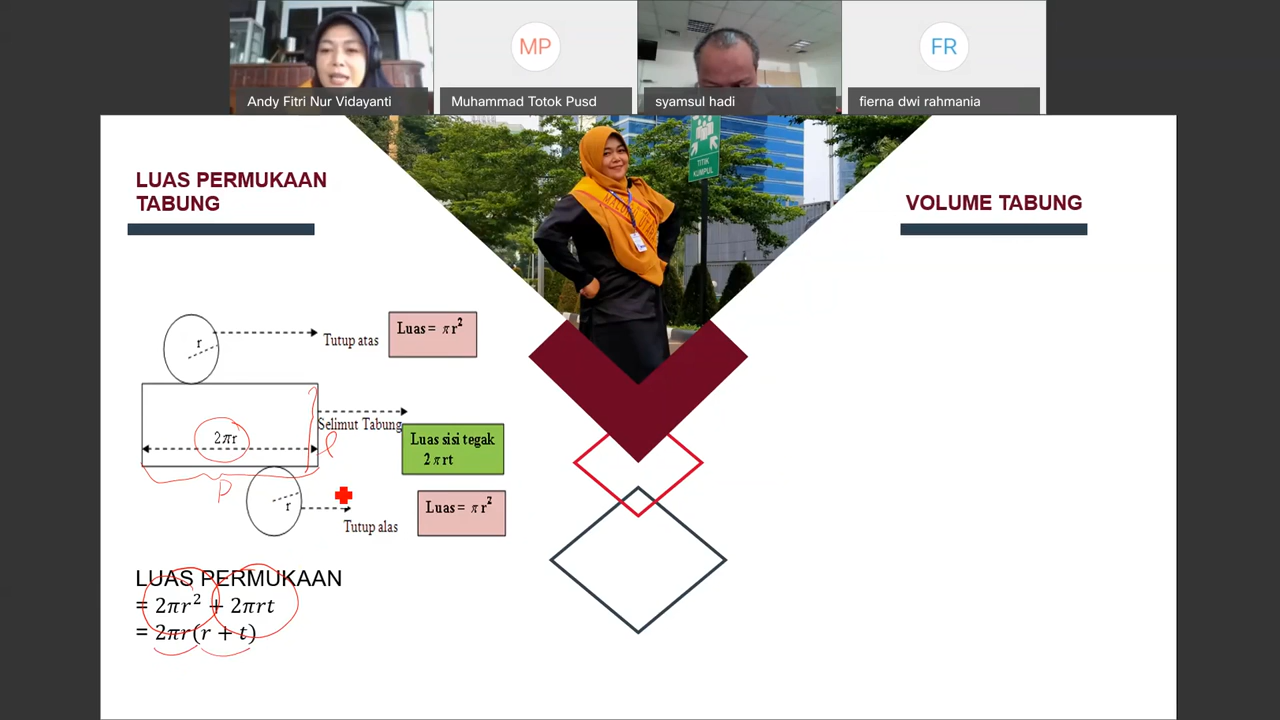 MP
FR
Andy Fitri Nur Vidayanti
Muhammad Totok Pusd
syamsul hadi
fierna dwi rahmania
TITIK
KUMPUL
LUAS PERMUKAAN
TABUNG
VOLUME TABUNG
r
Tutup atas
Luas = πr²
2πr
Selimut Tabung
l
Luas sisi tegak
2πrt
p
r
Tutup alas
Luas = πr²
LUAS PERMUKAAN
= 2πr² + 2πrt
= 2πr(r + t)